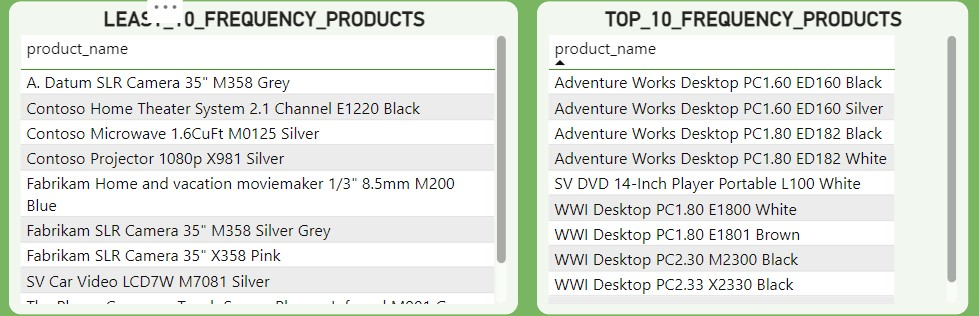 LEAST_10_FREQUENCY_PRODUCTS
product_name
A. Datum SLR Camera 35" M358 Grey
Contoso Home Theater System 2.1 Channel E1220 Black
Contoso Microwave 1.6CuFt M0125 Silver
Contoso Projector 1080p X981 Silver
Fabrikam Home and vacation moviemaker 1/3" 8.5mm M200
Blue
Fabrikam SLR Camera 35" M358 Silver Grey
Fabrikam SLR Camera 35" X358 Pink
SV Car Video LCD7W M7081 Silver
TOP_10_FREQUENCY_PRODUCTS
product_name
Adventure Works Desktop PC1.60 ED160 Black
Adventure Works Desktop PC1.60 ED160 Silver
Adventure Works Desktop PC1.80 ED182 Black
Adventure Works Desktop PC1.80 ED182 White
SV DVD 14-Inch Player Portable L100 White
WWI Desktop PC1.80 E1800 White
WWI Desktop PC1.80 E1801 Brown
WWI Desktop PC2.30 M2300 Black
WWI Desktop PC2.33 X2330 Black